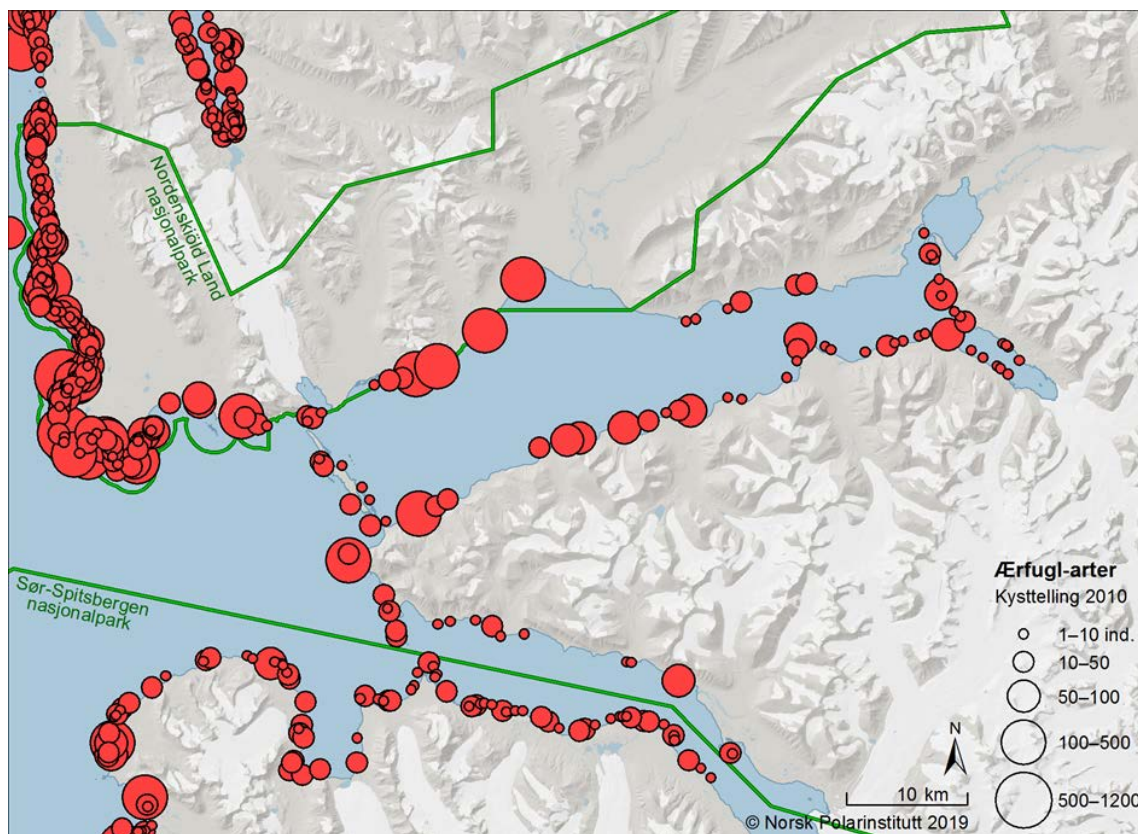 Nordenskiöld Land
nasjonalpark
Sør-Spitsbergen
nasjonalpark
Ærfugl-arter
Kysttelling 2010
1–10 ind.
10–50
50–100
100–500
500–1200
N
10 km
© Norsk Polarinstitutt 2019